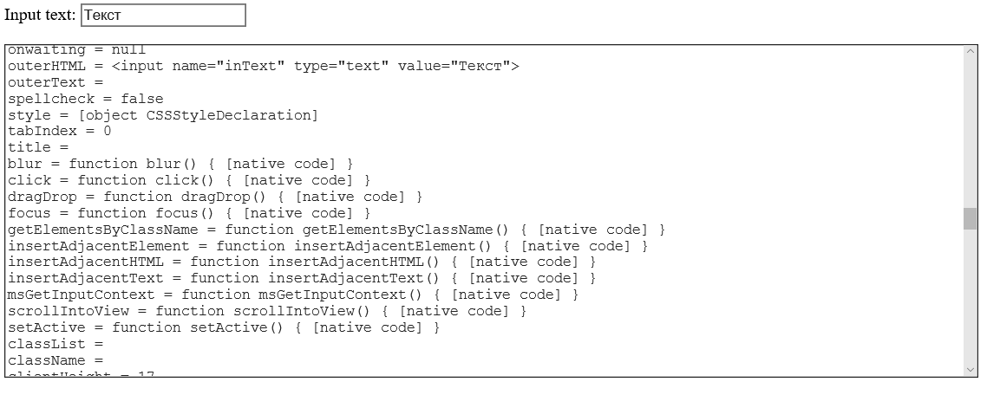 Input text: Текст
onwaiting = null
outerHTML = <input name="inText" type="text" value="Текст">
outerText =
spellcheck = false
style = [object CSSStyleDeclaration]
tabIndex = 0
title =
blur = function blur() { [native code] }
click = function click() { [native code] }
dragDrop = function dragDrop() { [native code] }
focus = function focus() { [native code] }
getElementsByClassName = function getElementsByClassName() { [native code] }
insertAdjacentElement = function insertAdjacentElement() { [native code] }
insertAdjacentHTML = function insertAdjacentHTML() { [native code] }
insertAdjacentText = function insertAdjacentText() { [native code] }
msGetInputContext = function msGetInputContext() { [native code] }
scrollIntoView = function scrollIntoView() { [native code] }
setActive = function setActive() { [native code] }
classList =
className =
clientHeight = 17